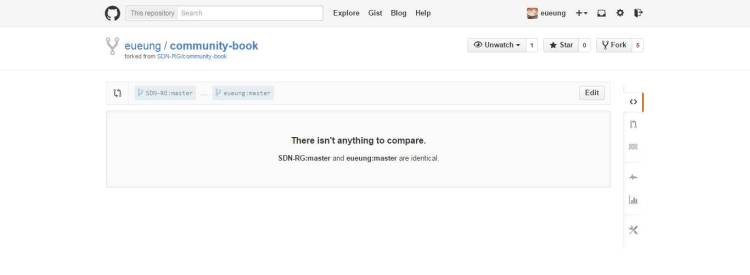 This repository Search Explore Gist Blog Help eueung
eueung / community-book Unwatch 1 Star 0 Fork 5
forked from SDN-RG/community-book
SDN-RG:master ... eueung:master Edit
There isn't anything to compare.
SDN-RG:master and eueung:master are identical.